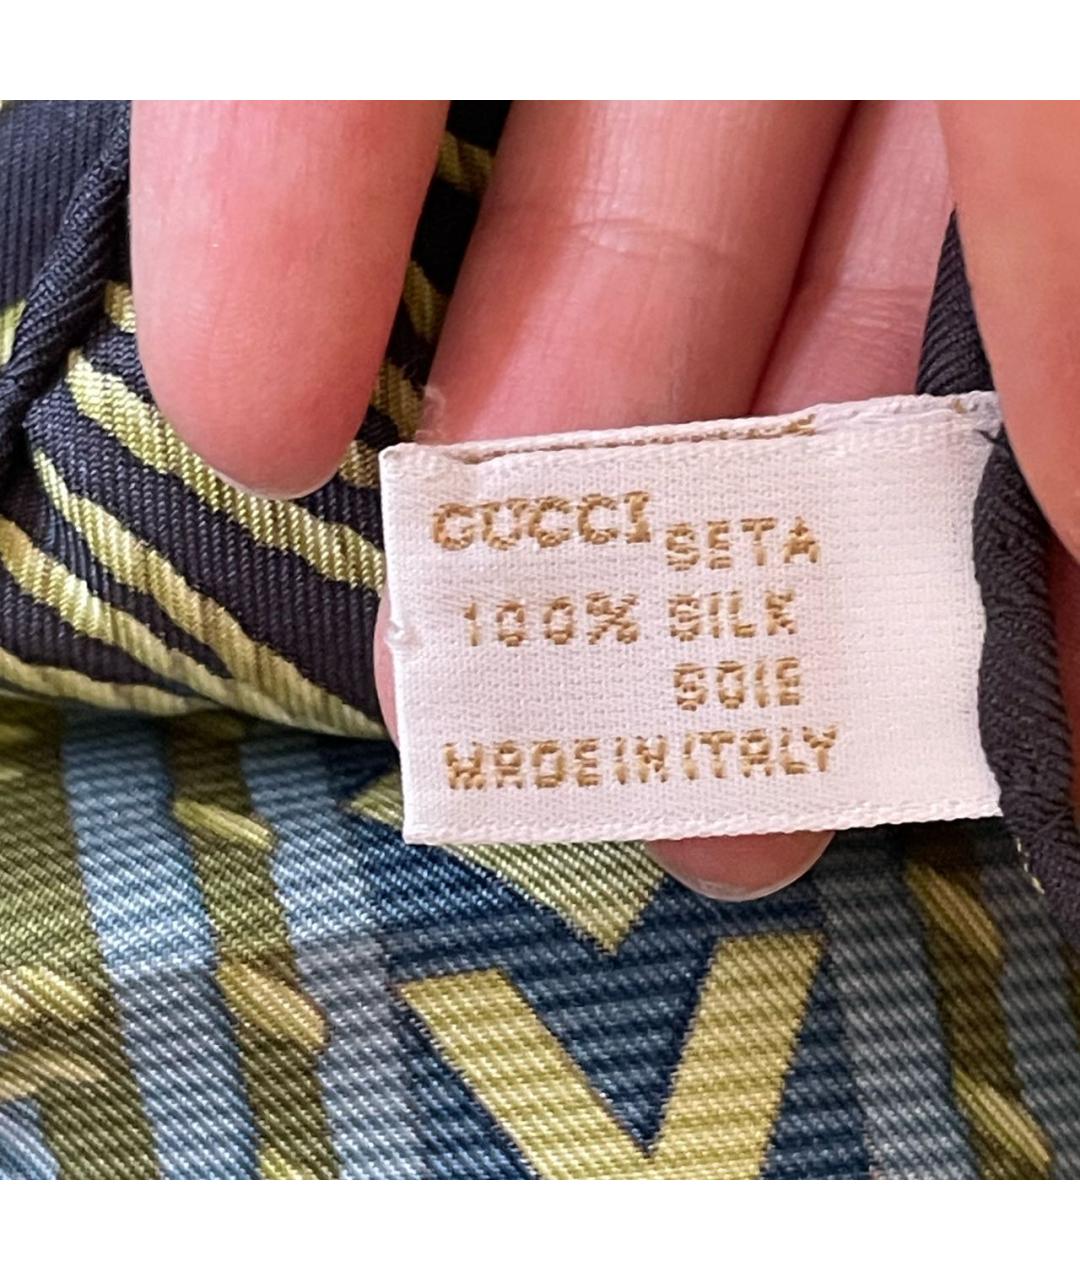 GUCCI SETA
100% SILK
SOIE
MADE IN ITALY